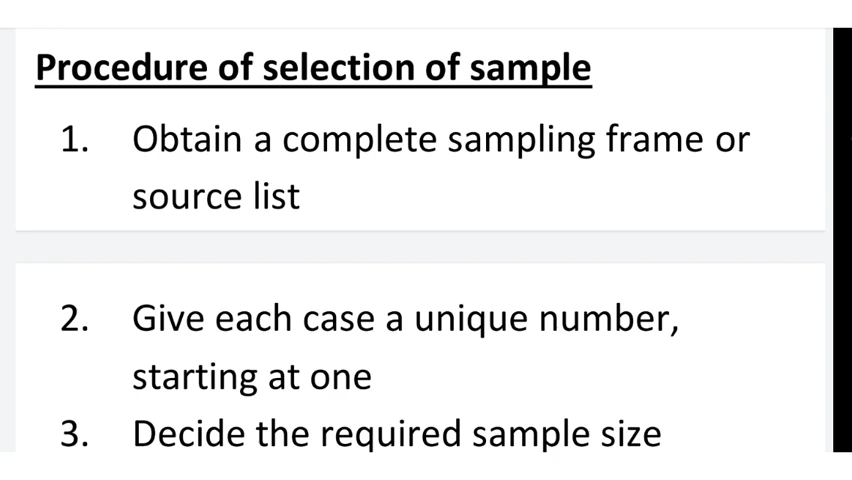 Procedure of selection of sample
1. Obtain a complete sampling frame or
source list
2. Give each case a unique number,
starting at one
3. Decide the required sample size